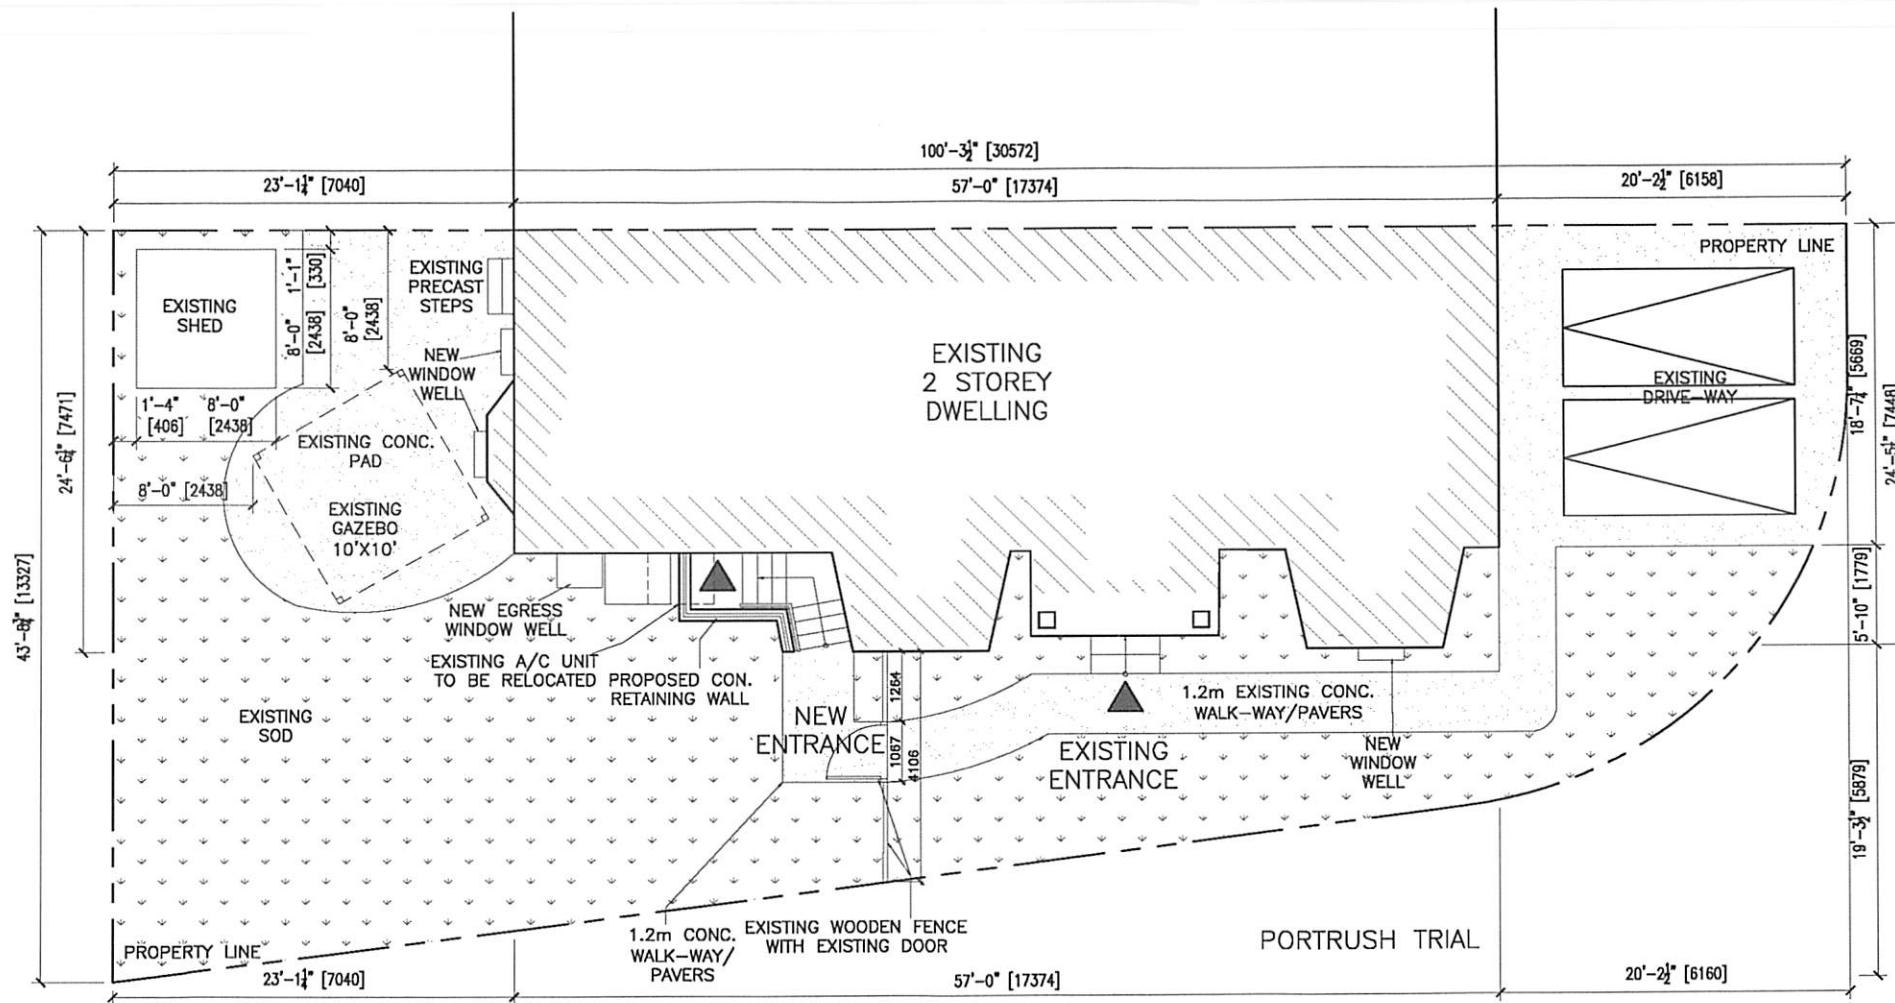 100'-3½" [30572]
23'-1¼" [7040]
57'-0" [17374]
20'-2½" [6158]
PROPERTY LINE
EXISTING
SHED
1'-1"
[330]
8'-0"
[2438]
8'-0"
[2438]
EXISTING
PRECAST
STEPS
NEW
WINDOW
WELL
EXISTING
2 STOREY
DWELLING
EXISTING
DRIVE-WAY
18'-7¼" [5669]
24'-5½" [7448]
1'-4"
[406]
8'-0"
[2438]
24'-6¼" [7471]
EXISTING CONC.
PAD
8'-0" [2438]
EXISTING
GAZEBO
10'X10'
43'-8¾" [13327]
5'-10" [1779]
NEW EGRESS
WINDOW WELL
EXISTING A/C UNIT
TO BE RELOCATED
PROPOSED CON.
RETAINING WALL
EXISTING
SOD
NEW
ENTRANCE
1264
1067
4106
1.2m EXISTING CONC.
WALK-WAY/PAVERS
EXISTING
ENTRANCE
NEW
WINDOW
WELL
19'-3½" [5879]
PROPERTY LINE
1.2m CONC.
WALK-WAY/
PAVERS
EXISTING WOODEN FENCE
WITH EXISTING DOOR
PORTRUSH TRIAL
23'-1¼" [7040]
57'-0" [17374]
20'-2½" [6160]